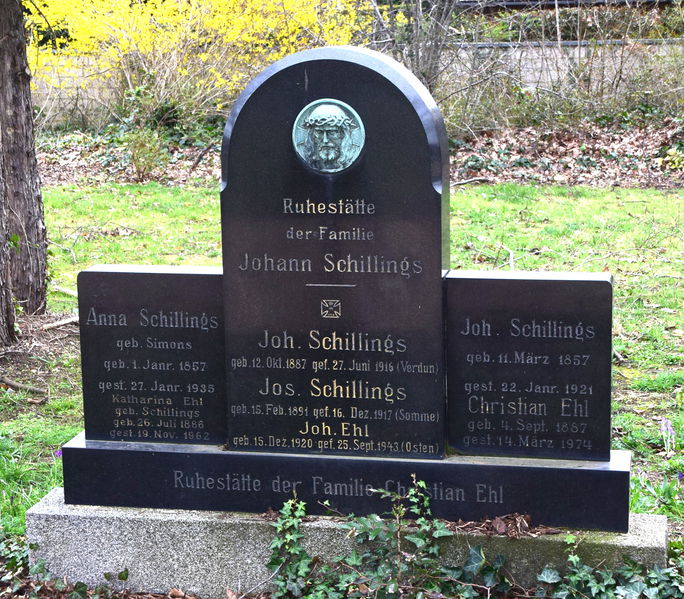 Ruhestätte
der Familie
Johann Schillings
Anna Schillings
geb. Simons
geb. 1. Janr. 1857
gest. 27. Janr. 1935
Katharina Ehl
geb. Schillings
geb. 26. Juli 1886
gest. 19. Nov. 1962
Joh. Schillings
geb. 12. Okt. 1887 gef. 27. Juni 1916 (Verdun)
Jos. Schillings
geb. 15. Feb. 1891 gef. 16. Dez. 1917 (Somme)
Joh. Ehl
geb. 15. Dez. 1920 gef. 25. Sept. 1943 (Osten)
Joh. Schillings
geb. 11. März 1857
gest. 22. Janr. 1921
Christian Ehl
geb. 4. Sept. 1887
gest. 14. März 1974
Ruhestätte der Familie Christian Ehl